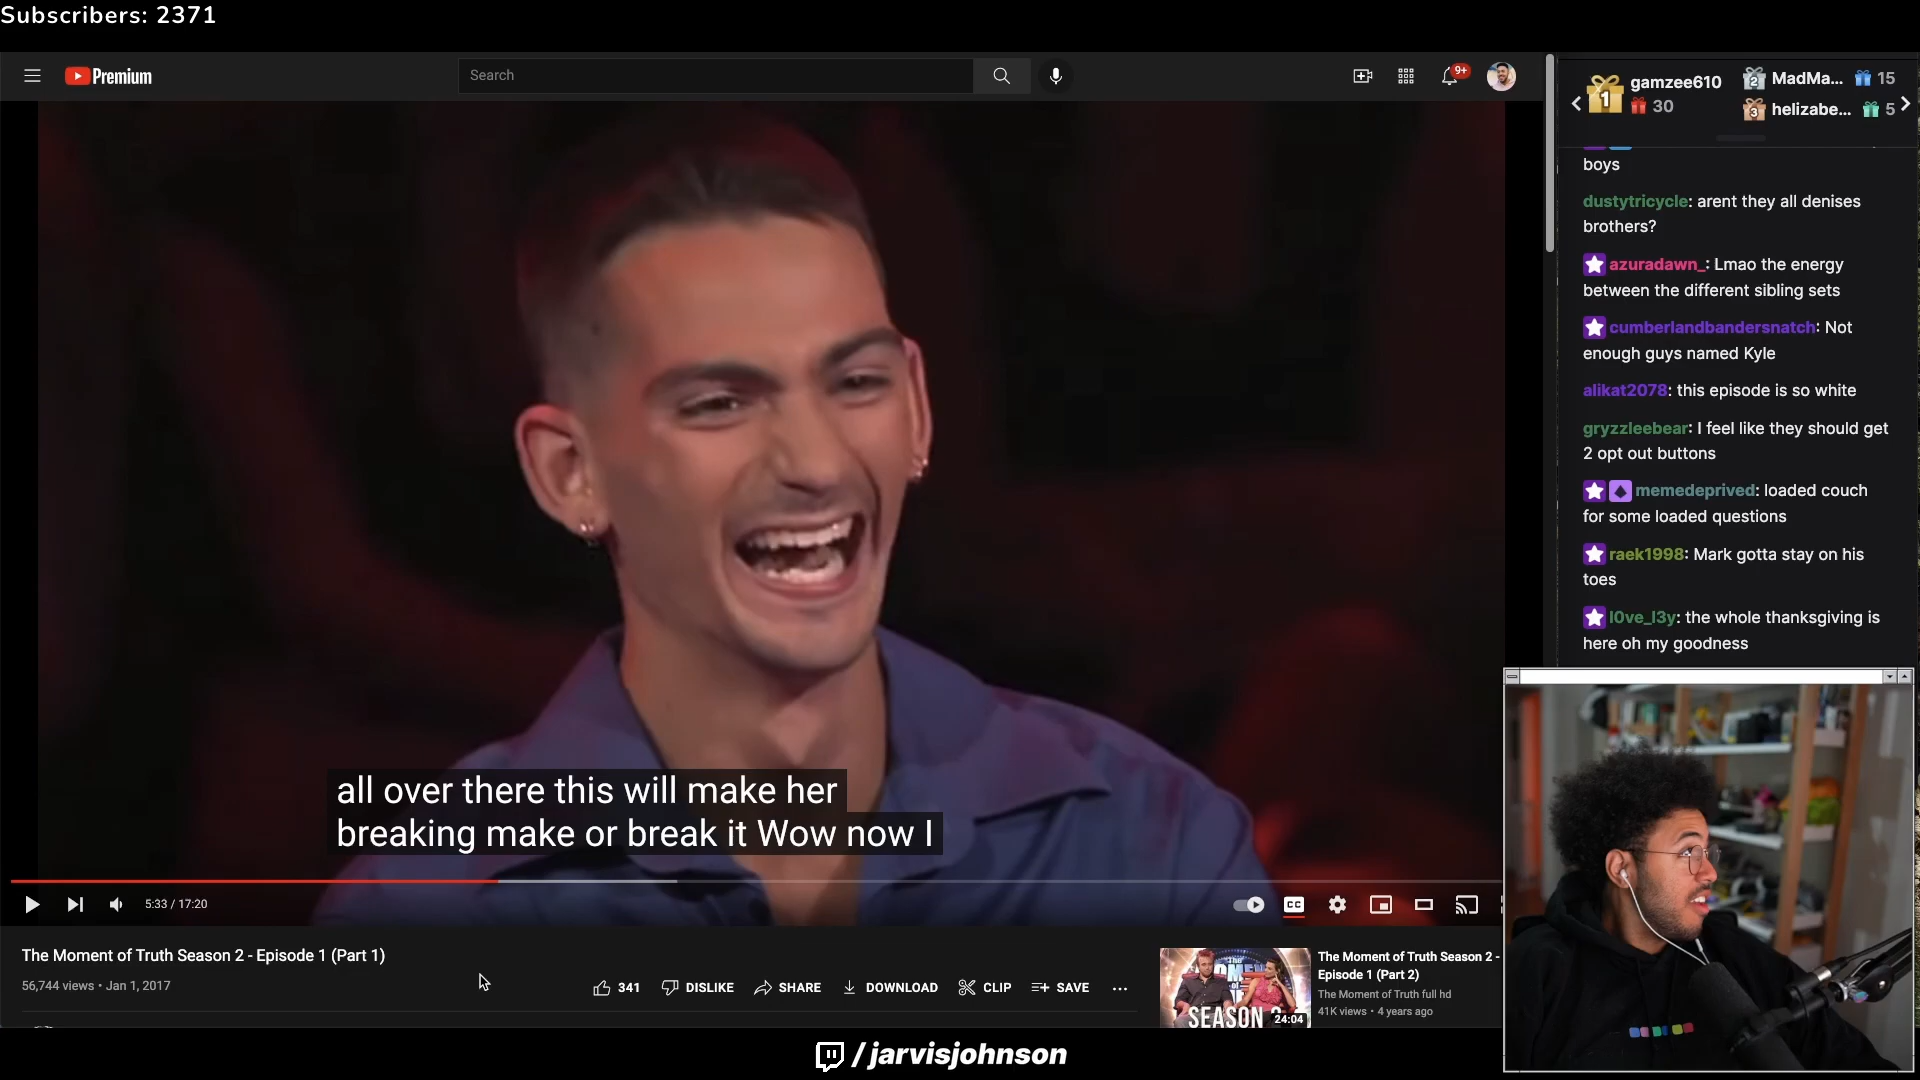 Subscribers: 2371
Premium
Search
9+
1
gamzee610
30
2
MadMa...
15
3
helizabe...
5
boys
dustytricycle: arent they all denises
brothers?
azuradawn_: Lmao the energy
between the different sibling sets
cumberlandbandersnatch: Not
enough guys named Kyle
alikat2078: this episode is so white
gryzzleebear: I feel like they should get
2 opt out buttons
memedeprived: loaded couch
for some loaded questions
raek1998: Mark gotta stay on his
toes
l0ve_l3y: the whole thanksgiving is
here oh my goodness
all over there this will make her
breaking make or break it Wow now I
5:33 / 17:20
CC
The Moment of Truth Season 2 - Episode 1 (Part 1)
56,744 views • Jan 1, 2017
341
DISLIKE
SHARE
DOWNLOAD
CLIP
SAVE
SEASON
24:04
The Moment of Truth Season 2 -
Episode 1 (Part 2)
The Moment of Truth full hd
41K views • 4 years ago
/jarvisjohnson